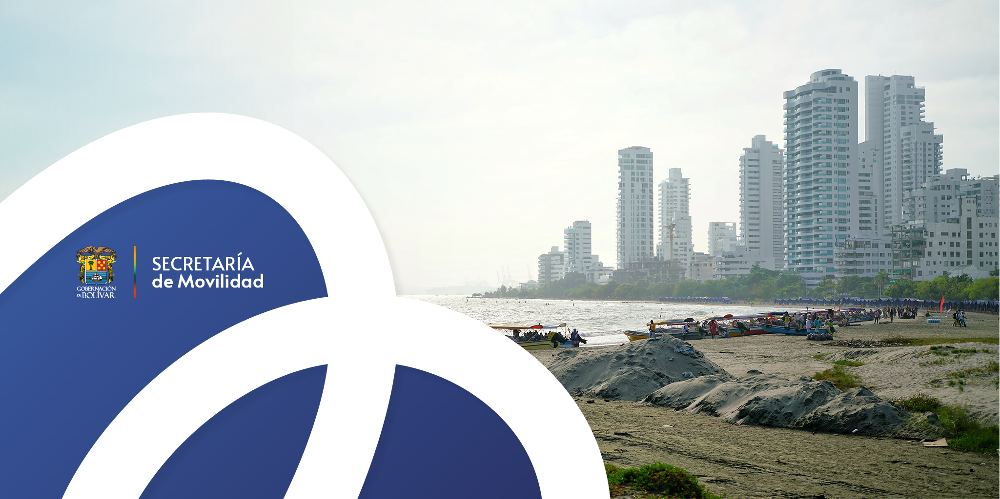 GOBERNACIÓN
DE BOLÍVAR
SECRETARÍA
de Movilidad